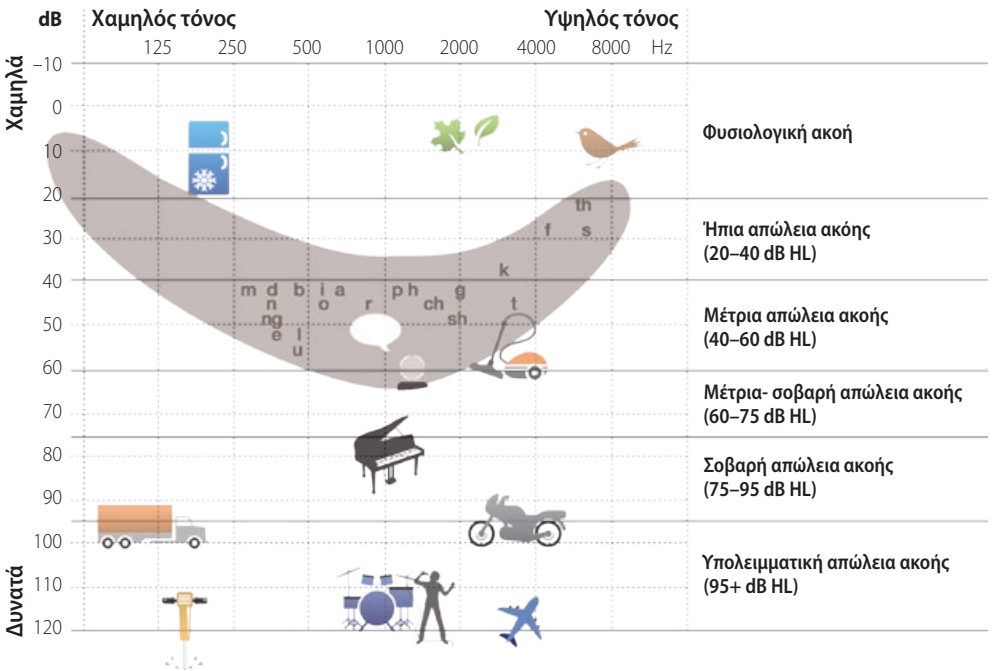 dB Χαμηλός τόνος Υψηλός τόνος
125 250 500 1000 2000 4000 8000 Hz
Χαμηλά
–10
0
10
20
30
40
50
60
70
80
90
100
110
120
Δυνατά
th
f s
k
m d b i a p h g
n o r ch t
ng sh
e l
u
Φυσιολογική ακοή
Ήπια απώλεια ακόης
(20–40 dB HL)
Μέτρια απώλεια ακοής
(40–60 dB HL)
Μέτρια- σοβαρή απώλεια ακοής
(60–75 dB HL)
Σοβαρή απώλεια ακοής
(75–95 dB HL)
Υπολειμματική απώλεια ακοής
(95+ dB HL)